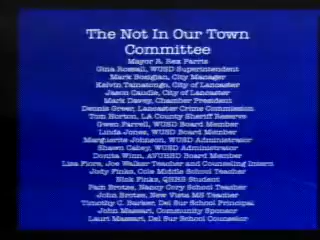 The Not In Our Town
Committee
Mayor R. Rex Parris
Gina Rossall, WUSD Superintendent
Mark Bozigian, City Manager
Kelvin Tainatongo, City of Lancaster
Jason Caudle, City of Lancaster
Mark Davey, Chamber President
Dennis Greer, Lancaster Crime Commission
Tom Horton, LA County Sheriff Reserve
Gwen Farrell, WUSD Board Member
Linda Jones, WUSD Board Member
Marguerite Johnson, WUSD Administrator
Shawn Cabey, WUSD Administrator
Donita Winn, AVUHSD Board Member
Lisa Flore, Joe Walker Teacher and Counseling Intern
Jody Finks, Cole Middle School Teacher
Nick Finks, QHHS Student
Pam Brotze, Nancy Cory School Teacher
John Brotze, New Vista MS Teacher
Timothy C. Barker, Del Sur School Principal
John Massari, Community Sponsor
Lauri Massari, Del Sur School Counselor